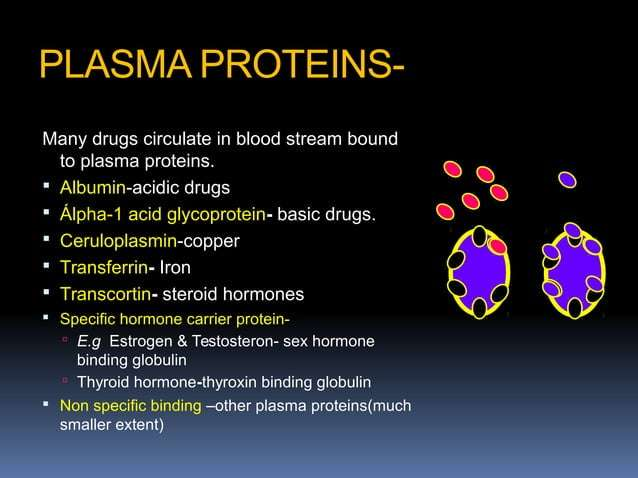 PLASMA PROTEINS-
Many drugs circulate in blood stream bound
to plasma proteins.
▪ Albumin-acidic drugs
▪ Álpha-1 acid glycoprotein- basic drugs.
▪ Ceruloplasmin-copper
▪ Transferrin- Iron
▪ Transcortin- steroid hormones
▪ Specific hormone carrier protein-
▫ E.g Estrogen & Testosteron- sex hormone
binding globulin
▫ Thyroid hormone-thyroxin binding globulin
▪ Non specific binding –other plasma proteins(much
smaller extent)